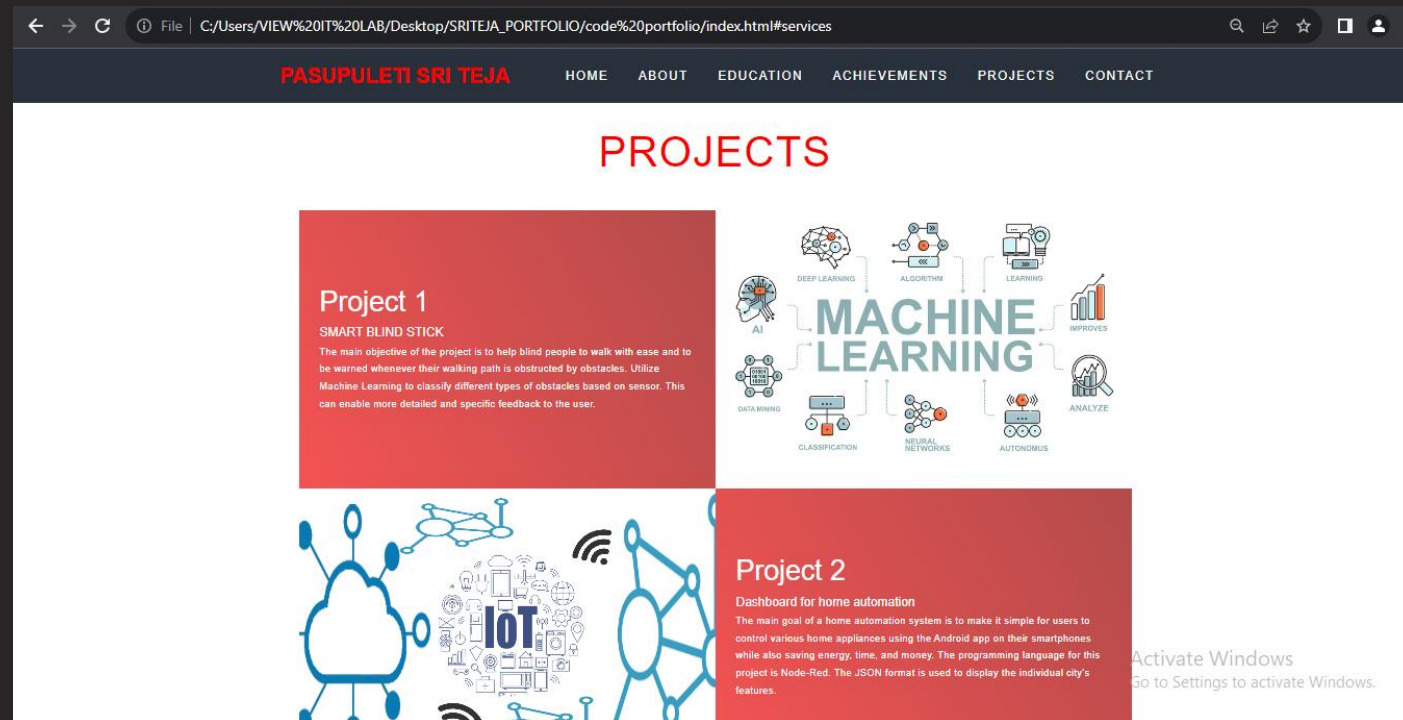 File C:/Users/VIEW%20IT%20LAB/Desktop/SRITEJA_PORTFOLIO/code%20portfolio/index.html#services
PASUPULETI SRI TEJA HOME ABOUT EDUCATION ACHIEVEMENTS PROJECTS CONTACT
PROJECTS
Project 1
SMART BLIND STICK
The main objective of the project is to help blind people to walk with ease and to
be warned whenever their walking path is obstructed by obstacles. Utilize
Machine Learning to classify different types of obstacles based on sensor. This
can enable more detailed and specific feedback to the user.
DEEP LEARNING
ALGORITHM
LEARNING
AI
MACHINE
LEARNING
IMPROVES
DATA MINING
ANALYZE
CLASSIFICATION
NEURAL
NETWORKS
AUTONOMUS
IoT
Project 2
Dashboard for home automation
The main goal of a home automation system is to make it simple for users to
control various home appliances using the Android app on their smartphones
while also saving energy, time, and money. The programming language for this
project is Node-Red. The JSON format is used to display the individual city's
features.
Activate Windows
Go to Settings to activate Windows.